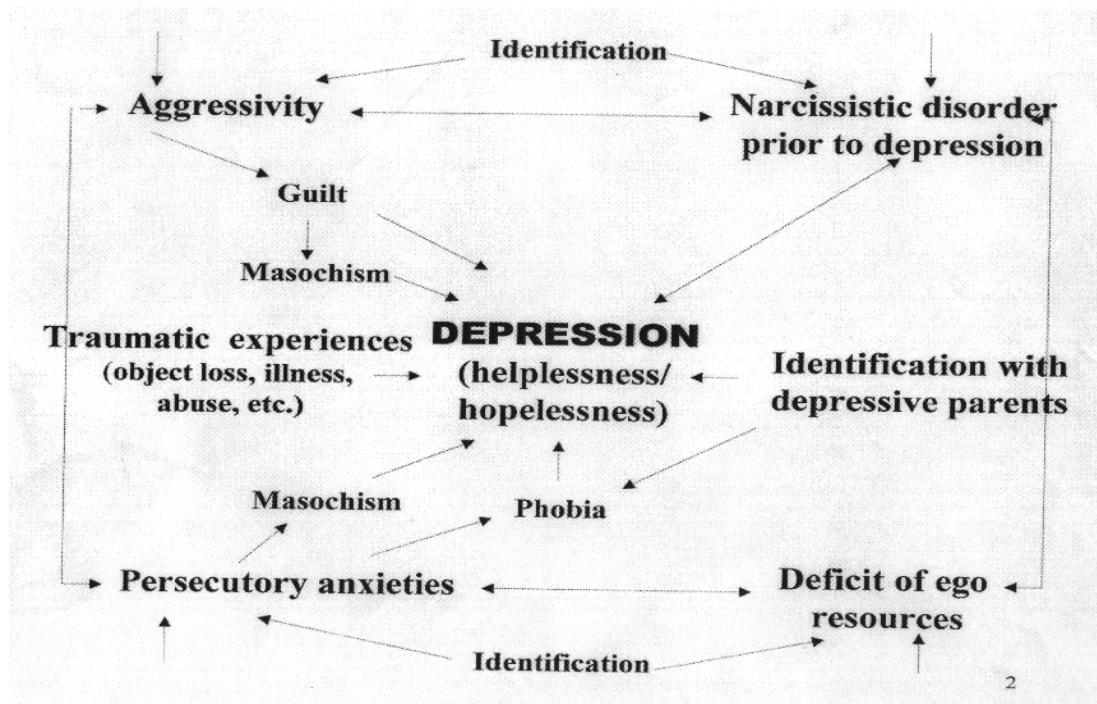 Identification
Aggressivity
Narcissistic disorder
prior to depression
Guilt
Masochism
Traumatic experiences
(object loss, illness,
abuse, etc.)
DEPRESSION
(helplessness/
hopelessness)
Identification with
depressive parents
Masochism
Phobia
Persecutory anxieties
Deficit of ego
resources
Identification
2